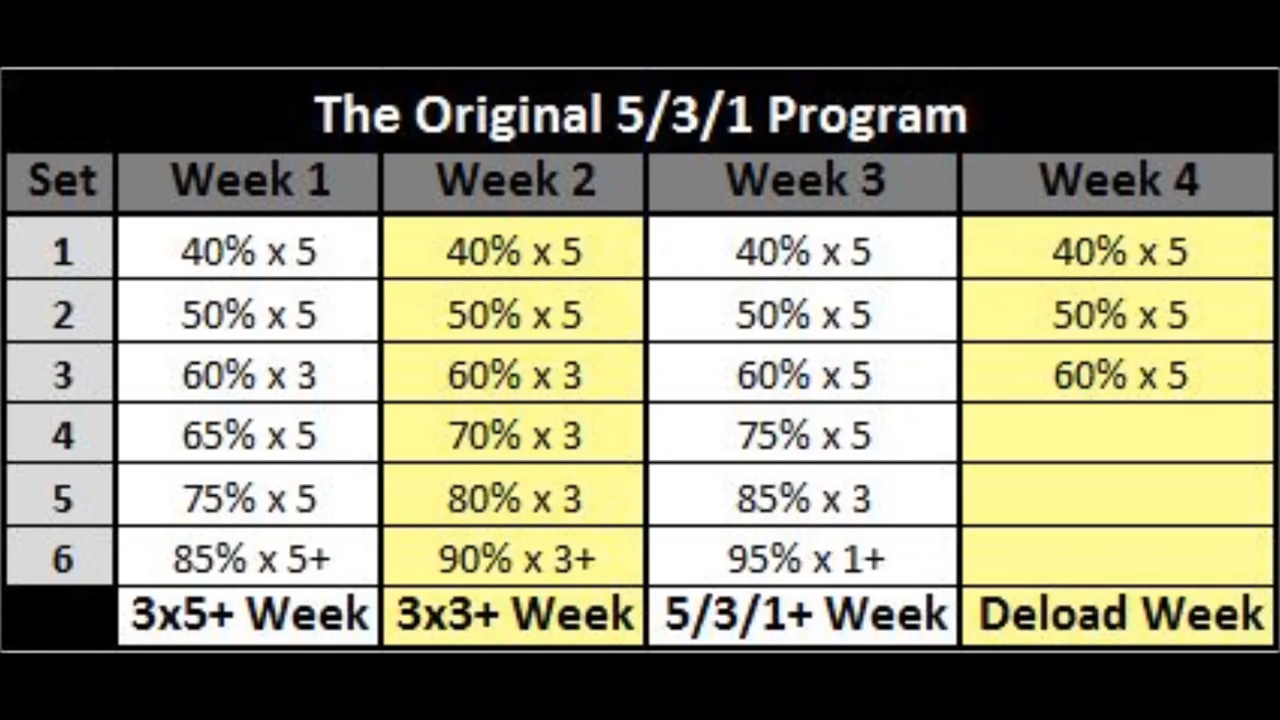 The Original 5/3/1 Program
Set Week 1 Week 2 Week 3 Week 4
1 40% x 5 40% x 5 40% x 5 40% x 5
2 50% x 5 50% x 5 50% x 5 50% x 5
3 60% x 3 60% x 3 60% x 5 60% x 5
4 65% x 5 70% x 3 75% x 5
5 75% x 5 80% x 3 85% x 3
6 85% x 5+ 90% x 3+ 95% x 1+
3x5+ Week 3x3+ Week 5/3/1+ Week Deload Week